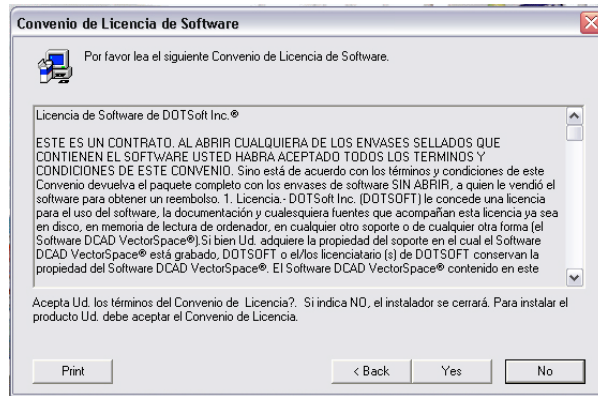 Convenio de Licencia de Software
Por favor lea el siguiente Convenio de Licencia de Software.
Licencia de Software de DOTSoft Inc.®
ESTE ES UN CONTRATO. AL ABRIR CUALQUIERA DE LOS ENVASES SELLADOS QUE
CONTIENEN EL SOFTWARE USTED HABRA ACEPTADO TODOS LOS TERMINOS Y
CONDICIONES DE ESTE CONVENIO. Sino está de acuerdo con los términos y condiciones de este
Convenio devuelva el paquete completo con los envases de software SIN ABRIR, a quien le vendió el
software para obtener un reembolso. 1. Licencia.- DOTSoft Inc. (DOTSOFT) le concede una licencia
para el uso del software, la documentación y cualesquiera fuentes que acompañan esta licencia ya sea
en disco, en memoria de lectura de ordenador, en cualquier otro soporte o de cualquier otra forma (el
Software DCAD VectorSpace®).Si bien Ud. adquiere la propiedad del soporte en el cual el Software
DCAD VectorSpace® está grabado, DOTSOFT o el/los licenciatario (s) de DOTSOFT conservan la
propiedad del Software DCAD VectorSpace®. El Software DCAD VectorSpace® contenido en este
Acepta Ud. los términos del Convenio de  Licencia?.  Si indica NO, el instalador se cerrará. Para instalar el
producto Ud. debe aceptar el Convenio de Licencia.
Print < Back Yes No